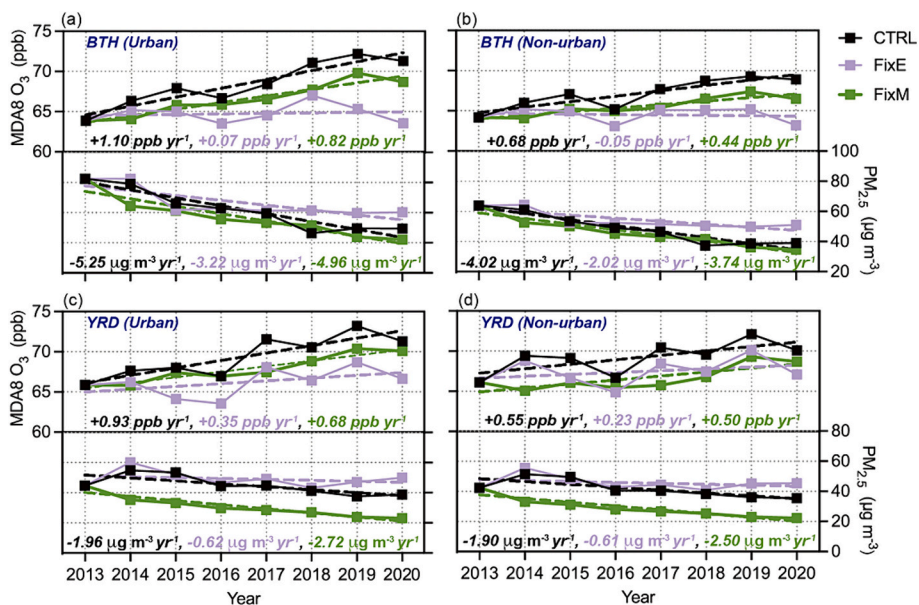 (a)
BTH (Urban)
75
70
65
60
MDA8 O3 (ppb)
+1.10 ppb yr-1, +0.07 ppb yr-1, +0.82 ppb yr-1
-5.25 µg m-3 yr-1, -3.22 µg m-3 yr-1, -4.96 µg m-3 yr-1
(b)
BTH (Non-urban)
+0.68 ppb yr-1, -0.05 ppb yr-1, +0.44 ppb yr-1
100
80
60
40
20
PM2.5 (µg m-3)
-4.02 µg m-3 yr-1, -2.02 µg m-3 yr-1, -3.74 µg m-3 yr-1
CTRL
FixE
FixM
(c)
YRD (Urban)
75
70
65
60
MDA8 O3 (ppb)
+0.93 ppb yr-1, +0.35 ppb yr-1, +0.68 ppb yr-1
-1.96 µg m-3 yr-1, -0.62 µg m-3 yr-1, -2.72 µg m-3 yr-1
2013 2014 2015 2016 2017 2018 2019 2020
Year
(d)
YRD (Non-urban)
+0.55 ppb yr-1, +0.23 ppb yr-1, +0.50 ppb yr-1
80
60
40
20
0
PM2.5 (µg m-3)
-1.90 µg m-3 yr-1, -0.61 µg m-3 yr-1, -2.50 µg m-3 yr-1
2013 2014 2015 2016 2017 2018 2019 2020
Year